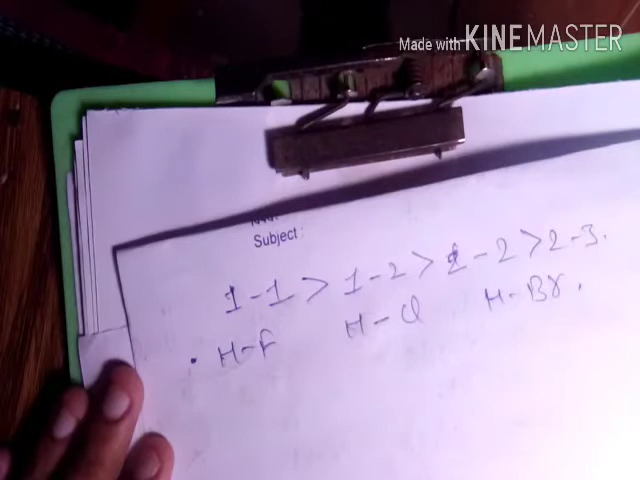 Made with KINEMASTER
Subject :
1-1 > 1-2 > 2-2 > 2-3.
• H-F H-Cl H-Br.